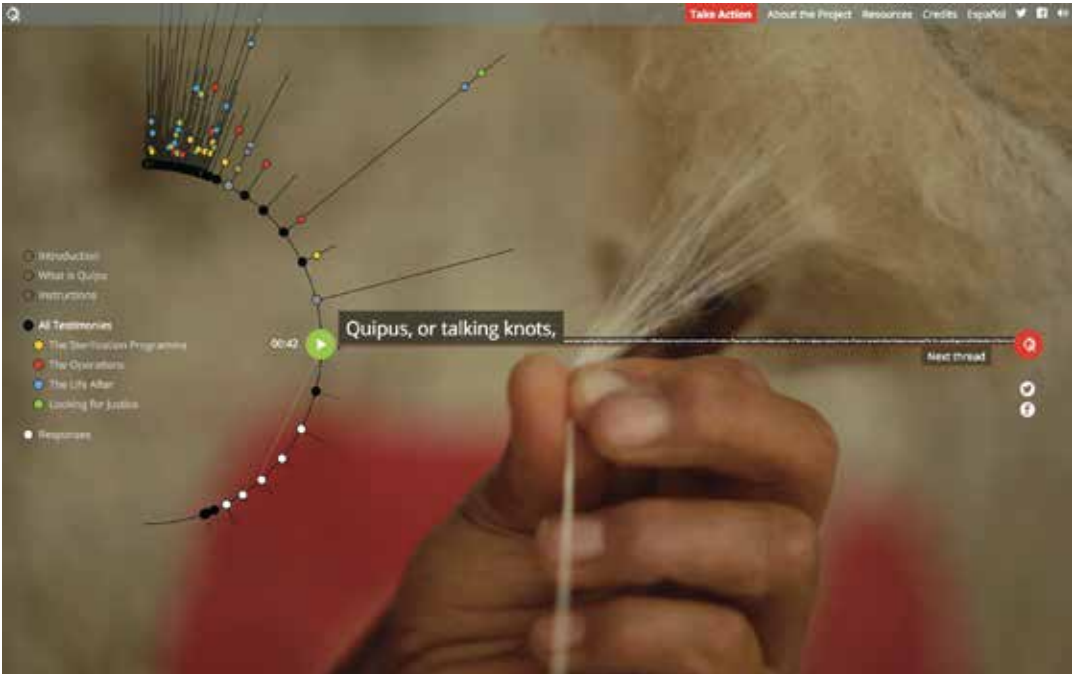 Take Action About the Project Resources Credits Español
Introduction
What is Quipu
Instructions
All Testimonies
The Sterilization Programme
The Operations
The Life After
Looking for Justice
Responses
00:42
Quipus, or talking knots,
Next thread